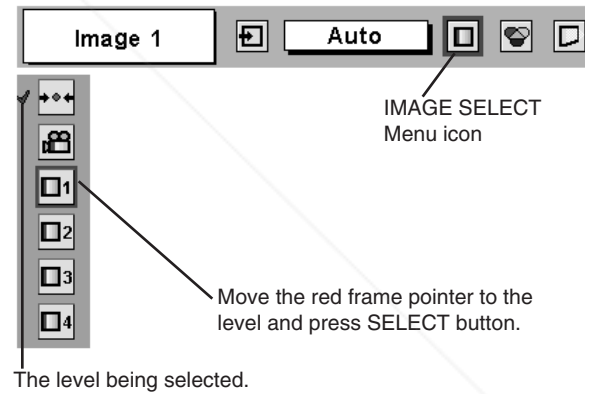 Image 1
Auto
IMAGE SELECT
Menu icon
1
2
3
4
Move the red frame pointer to the
level and press SELECT button.
The level being selected.